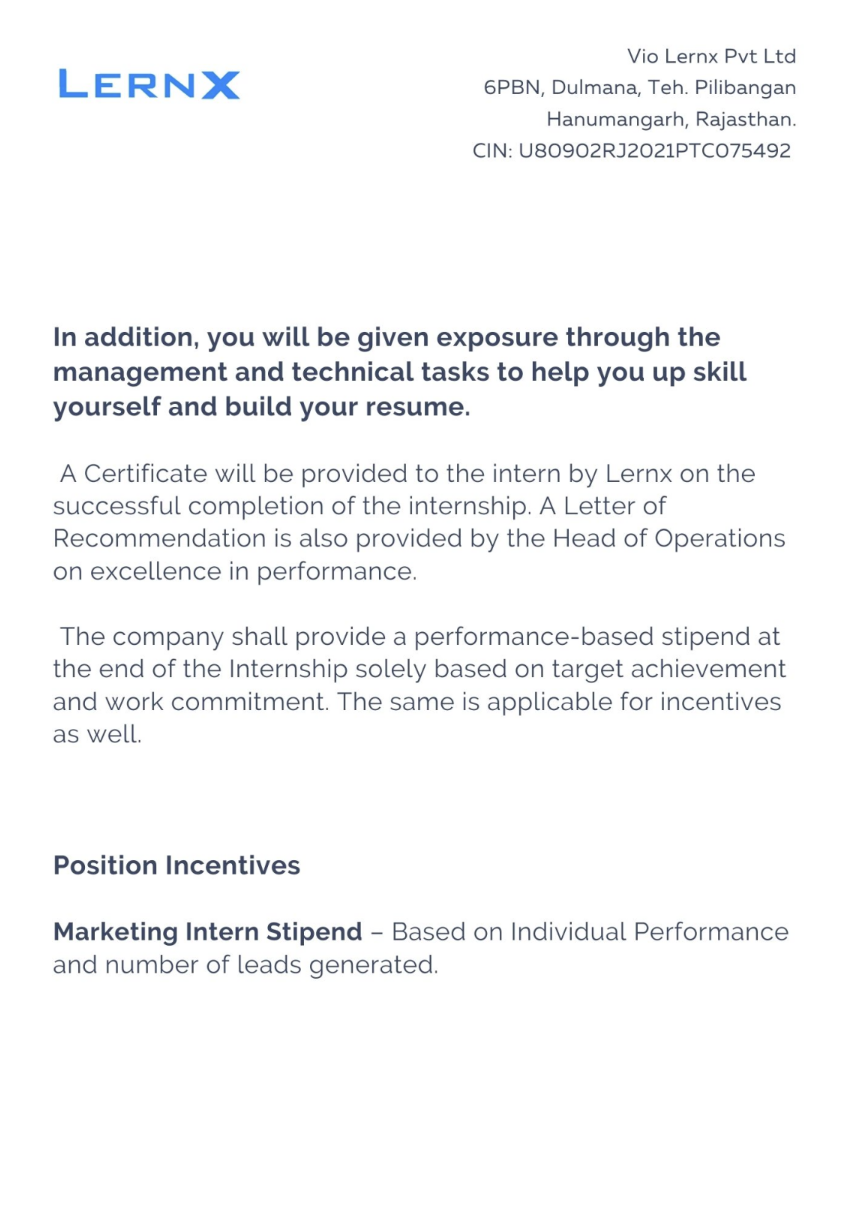 LERNX
Vio Lernx Pvt Ltd
6PBN, Dulmana, Teh. Pilibangan
Hanumangarh, Rajasthan.
CIN: U80902RJ2021PTC075492
In addition, you will be given exposure through the
management and technical tasks to help you up skill
yourself and build your resume.
A Certificate will be provided to the intern by Lernx on the
successful completion of the internship. A Letter of
Recommendation is also provided by the Head of Operations
on excellence in performance.
The company shall provide a performance-based stipend at
the end of the Internship solely based on target achievement
and work commitment. The same is applicable for incentives
as well.
Position Incentives
Marketing Intern Stipend – Based on Individual Performance
and number of leads generated.